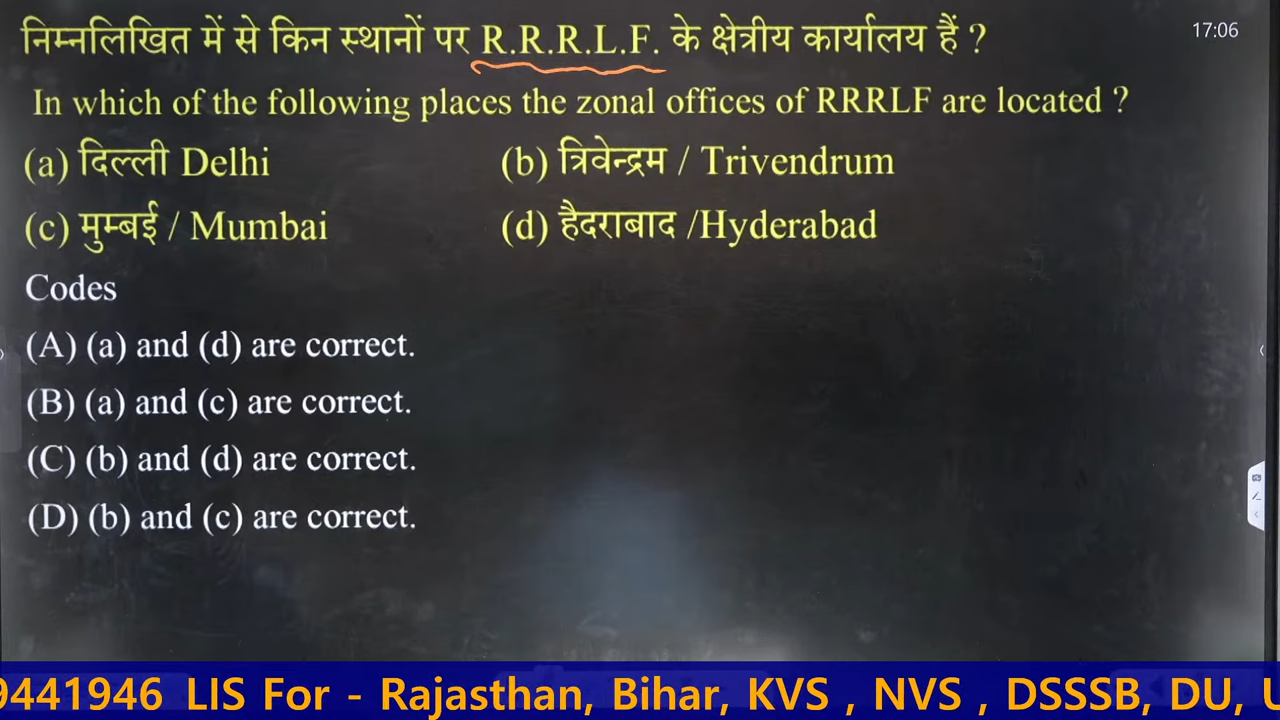 निम्नलिखित में से किन स्थानों पर R.R.R.L.F. के क्षेत्रीय कार्यालय हैं ?
17:06
In which of the following places the zonal offices of RRRLF are located ?
(a) दिल्ली Delhi (b) त्रिवेन्द्रम / Trivendrum
(c) मुम्बई / Mumbai (d) हैदराबाद /Hyderabad
Codes
(A) (a) and (d) are correct.
(B) (a) and (c) are correct.
(C) (b) and (d) are correct.
(D) (b) and (c) are correct.
9441946 LIS For - Rajasthan, Bihar, KVS , NVS , DSSSB, DU, U